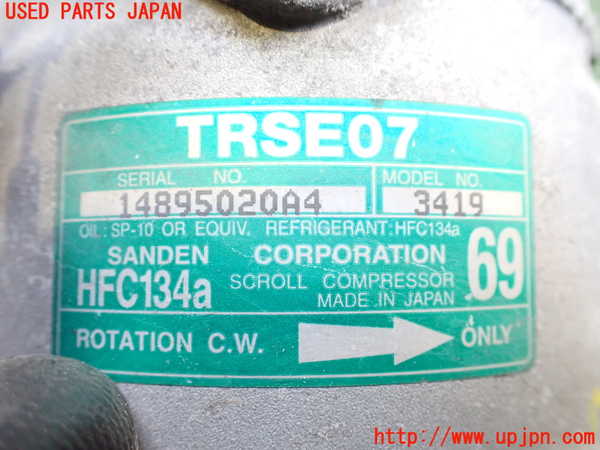 USED PARTS JAPAN
TRSE07
SERIAL NO. MODEL NO.
14895020A4 3419
OIL: SP-10 OR EQUIV. REFRIGERANT: HFC134a
SANDEN CORPORATION 69
HFC134a SCROLL COMPRESSOR
MADE IN JAPAN
ROTATION C.W. ONLY
http://www.upjpn.com/